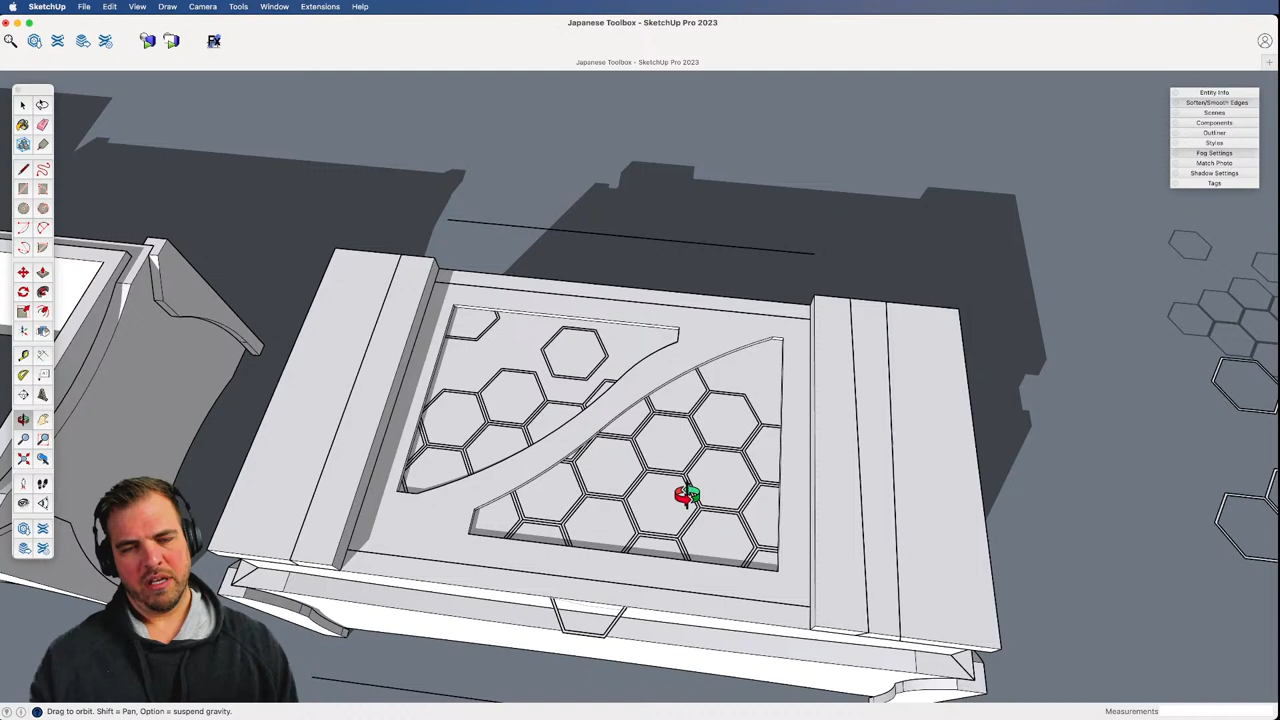 SketchUp File Edit View Draw Camera Tools Window Extensions Help
Japanese Toolbox - SketchUp Pro 2023
Japanese Toolbox - SketchUp Pro 2023
Entity Info
Soften/Smooth Edges
Scenes
Components
Outliner
Styles
Fog Settings
Match Photo
Shadow Settings
Tags
Drag to orbit. Shift = Pan, Option = suspend gravity.
Measurements